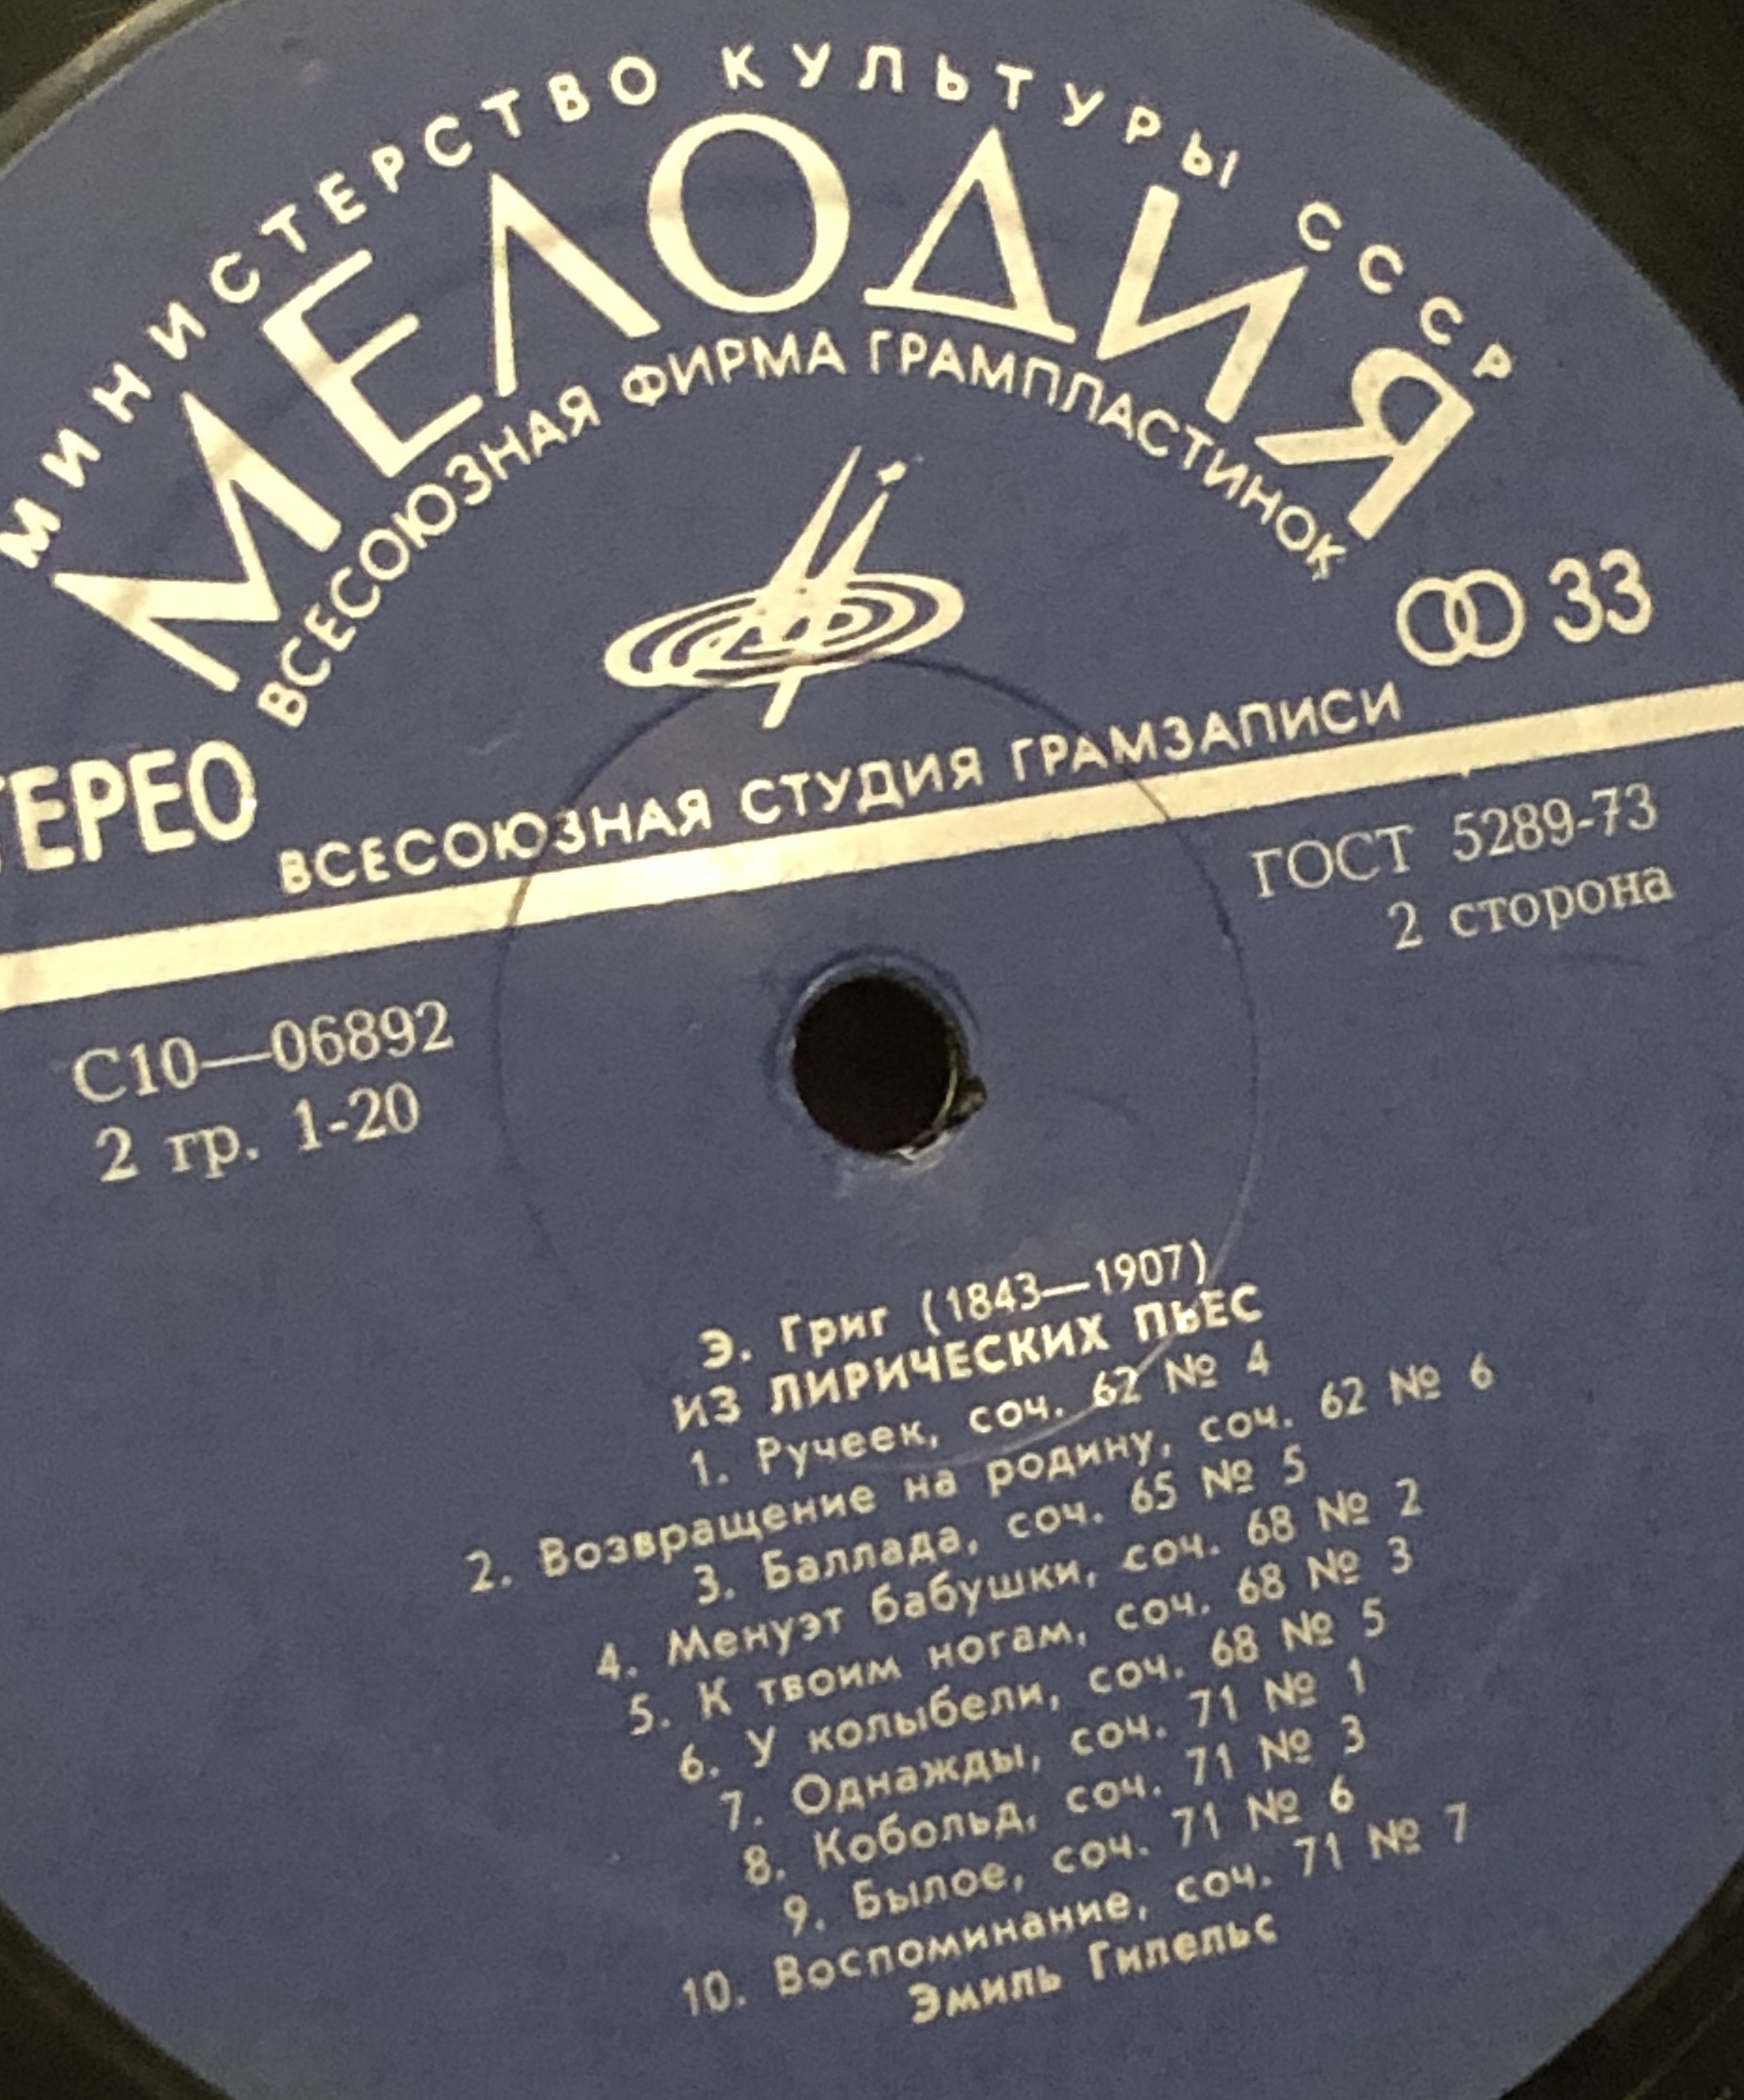 МИНИСТЕРСТВО КУЛЬТУРЫ СССР
МЕЛОДИЯ
ВСЕСОЮЗНАЯ ФИРМА ГРАМПЛАСТИНОК
33
ТЕРЕО
ВСЕСОЮЗНАЯ СТУДИЯ ГРАМЗАПИСИ
ГОСТ 5289-73
2 сторона
С10—06892
2 гр. 1-20
Э. Григ (1843—1907)
ИЗ ЛИРИЧЕСКИХ ПЬЕС
1. Ручеек, соч. 62 № 4
2. Возвращение на родину, соч. 62 № 6
3. Баллада, соч. 65 № 5
4. Менуэт бабушки, соч. 68 № 2
5. К твоим ногам, соч. 68 № 3
6. У колыбели, соч. 68 № 5
7. Однажды, соч. 71 № 1
8. Кобольд, соч. 71 № 3
9. Былое, соч. 71 № 6
10. Воспоминание, соч. 71 № 7
Эмиль Гилельс